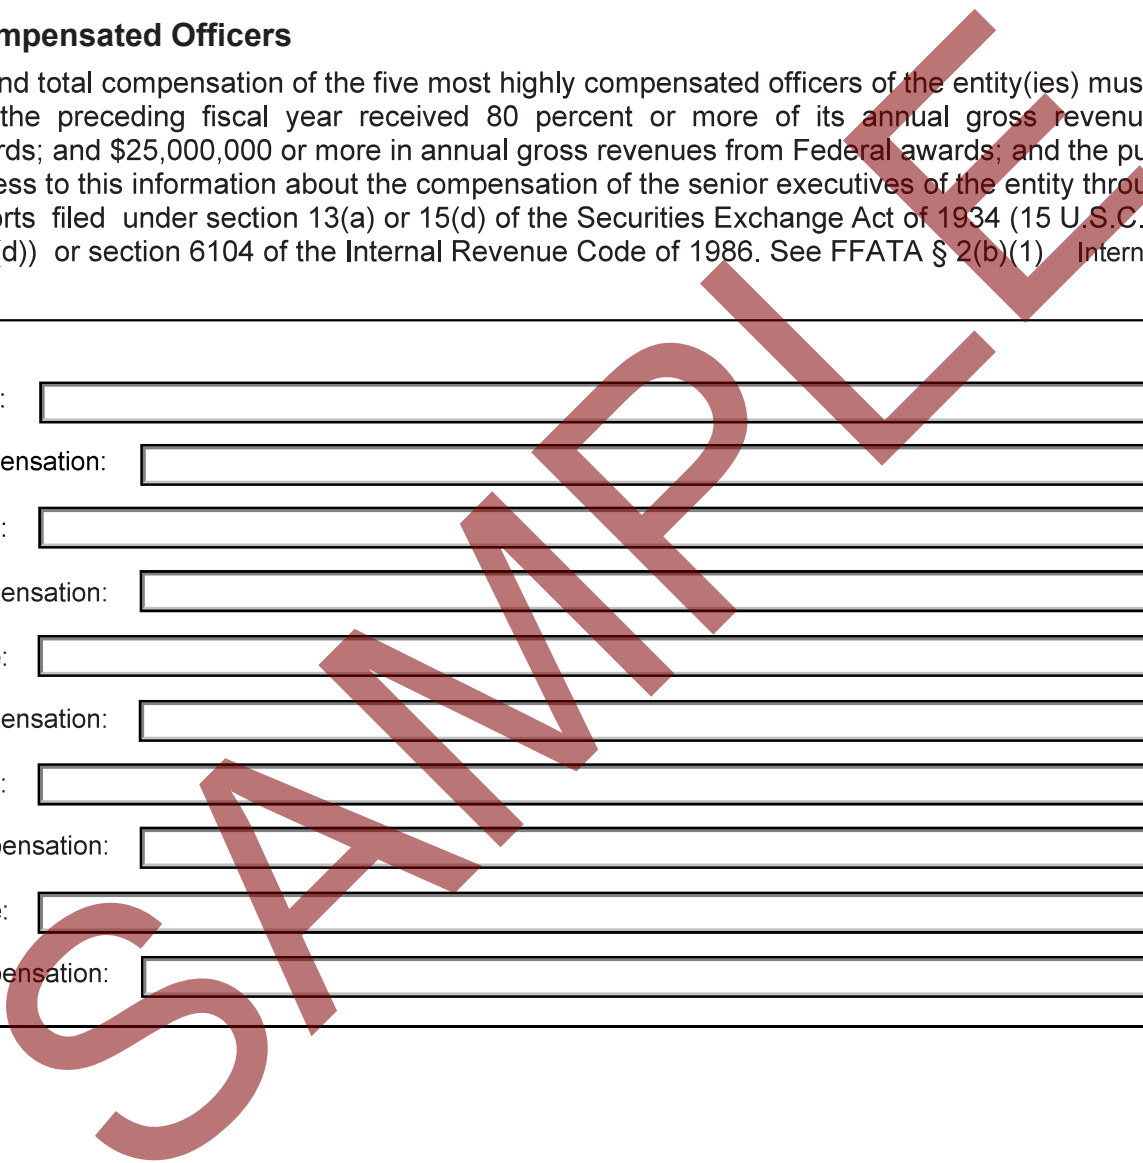 mpensated Officers
nd total compensation of the five most highly compensated officers of the entity(ies) mus
the preceding fiscal year received 80 percent or more of its annual gross revenu
rds; and $25,000,000 or more in annual gross revenues from Federal awards; and the pu
ess to this information about the compensation of the senior executives of the entity throu
orts filed under section 13(a) or 15(d) of the Securities Exchange Act of 1934 (15 U.S.C.
(d)) or section 6104 of the Internal Revenue Code of 1986. See FFATA § 2(b)(1) Intern
:
ensation:
:
ensation:
e:
ensation:
:
pensation:
e:
pensation:
SAMPLE